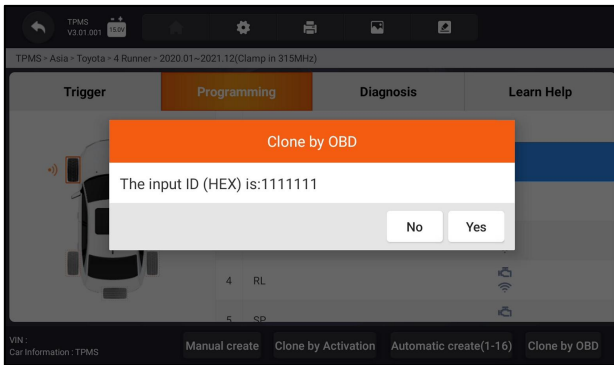 TPMS
V3.01.001
15.0V
TPMS > Asia > Toyota > 4 Runner > 2020.01~2021.12(Clamp in 315MHz)
Trigger
Programming
Diagnosis
Learn Help
Clone by OBD
The input ID (HEX) is:1111111
No
Yes
4 RL
5 SP
VIN :
Car Information : TPMS
Manual create
Clone by Activation
Automatic create(1-16)
Clone by OBD